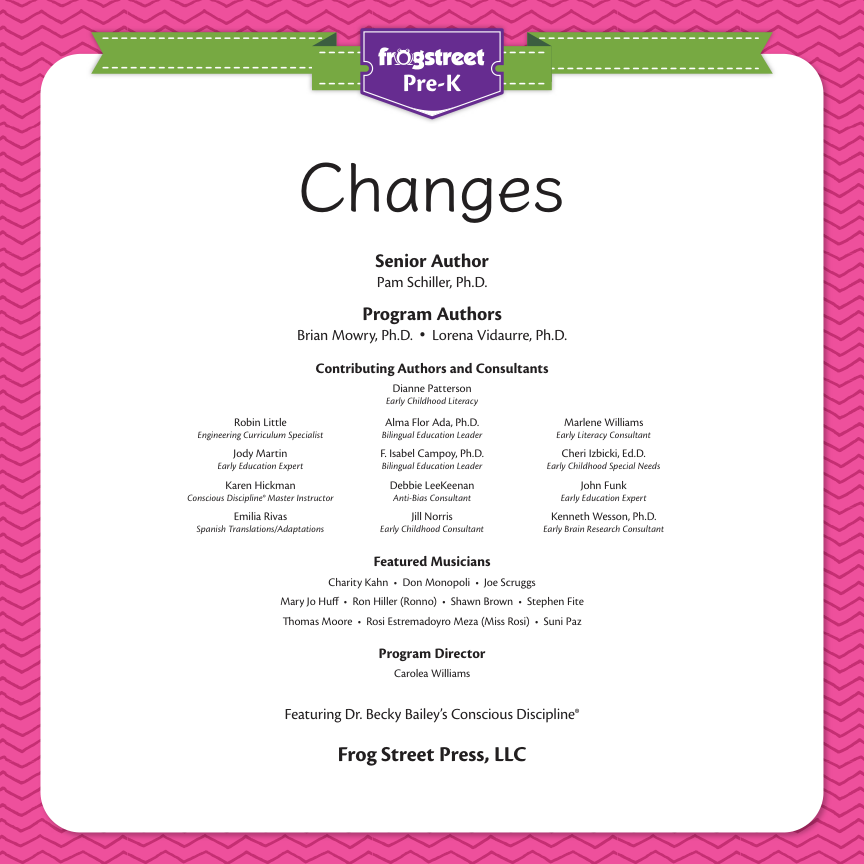 frogstreet
Pre-K
Changes
Senior Author
Pam Schiller, Ph.D.
Program Authors
Brian Mowry, Ph.D. • Lorena Vidaurre, Ph.D.
Contributing Authors and Consultants
Dianne Patterson
Early Childhood Literacy
Robin Little
Engineering Curriculum Specialist
Jody Martin
Early Education Expert
Karen Hickman
Conscious Discipline® Master Instructor
Emilia Rivas
Spanish Translations/Adaptations
Alma Flor Ada, Ph.D.
Bilingual Education Leader
F. Isabel Campoy, Ph.D.
Bilingual Education Leader
Debbie LeeKeenan
Anti-Bias Consultant
Jill Norris
Early Childhood Consultant
Marlene Williams
Early Literacy Consultant
Cheri Izbicki, Ed.D.
Early Childhood Special Needs
John Funk
Early Education Expert
Kenneth Wesson, Ph.D.
Early Brain Research Consultant
Featured Musicians
Charity Kahn • Don Monopoli • Joe Scruggs
Mary Jo Huff • Ron Hiller (Ronno) • Shawn Brown • Stephen Fite
Thomas Moore • Rosi Estremadoyro Meza (Miss Rosi) • Suni Paz
Program Director
Carolea Williams
Featuring Dr. Becky Bailey’s Conscious Discipline®
Frog Street Press, LLC